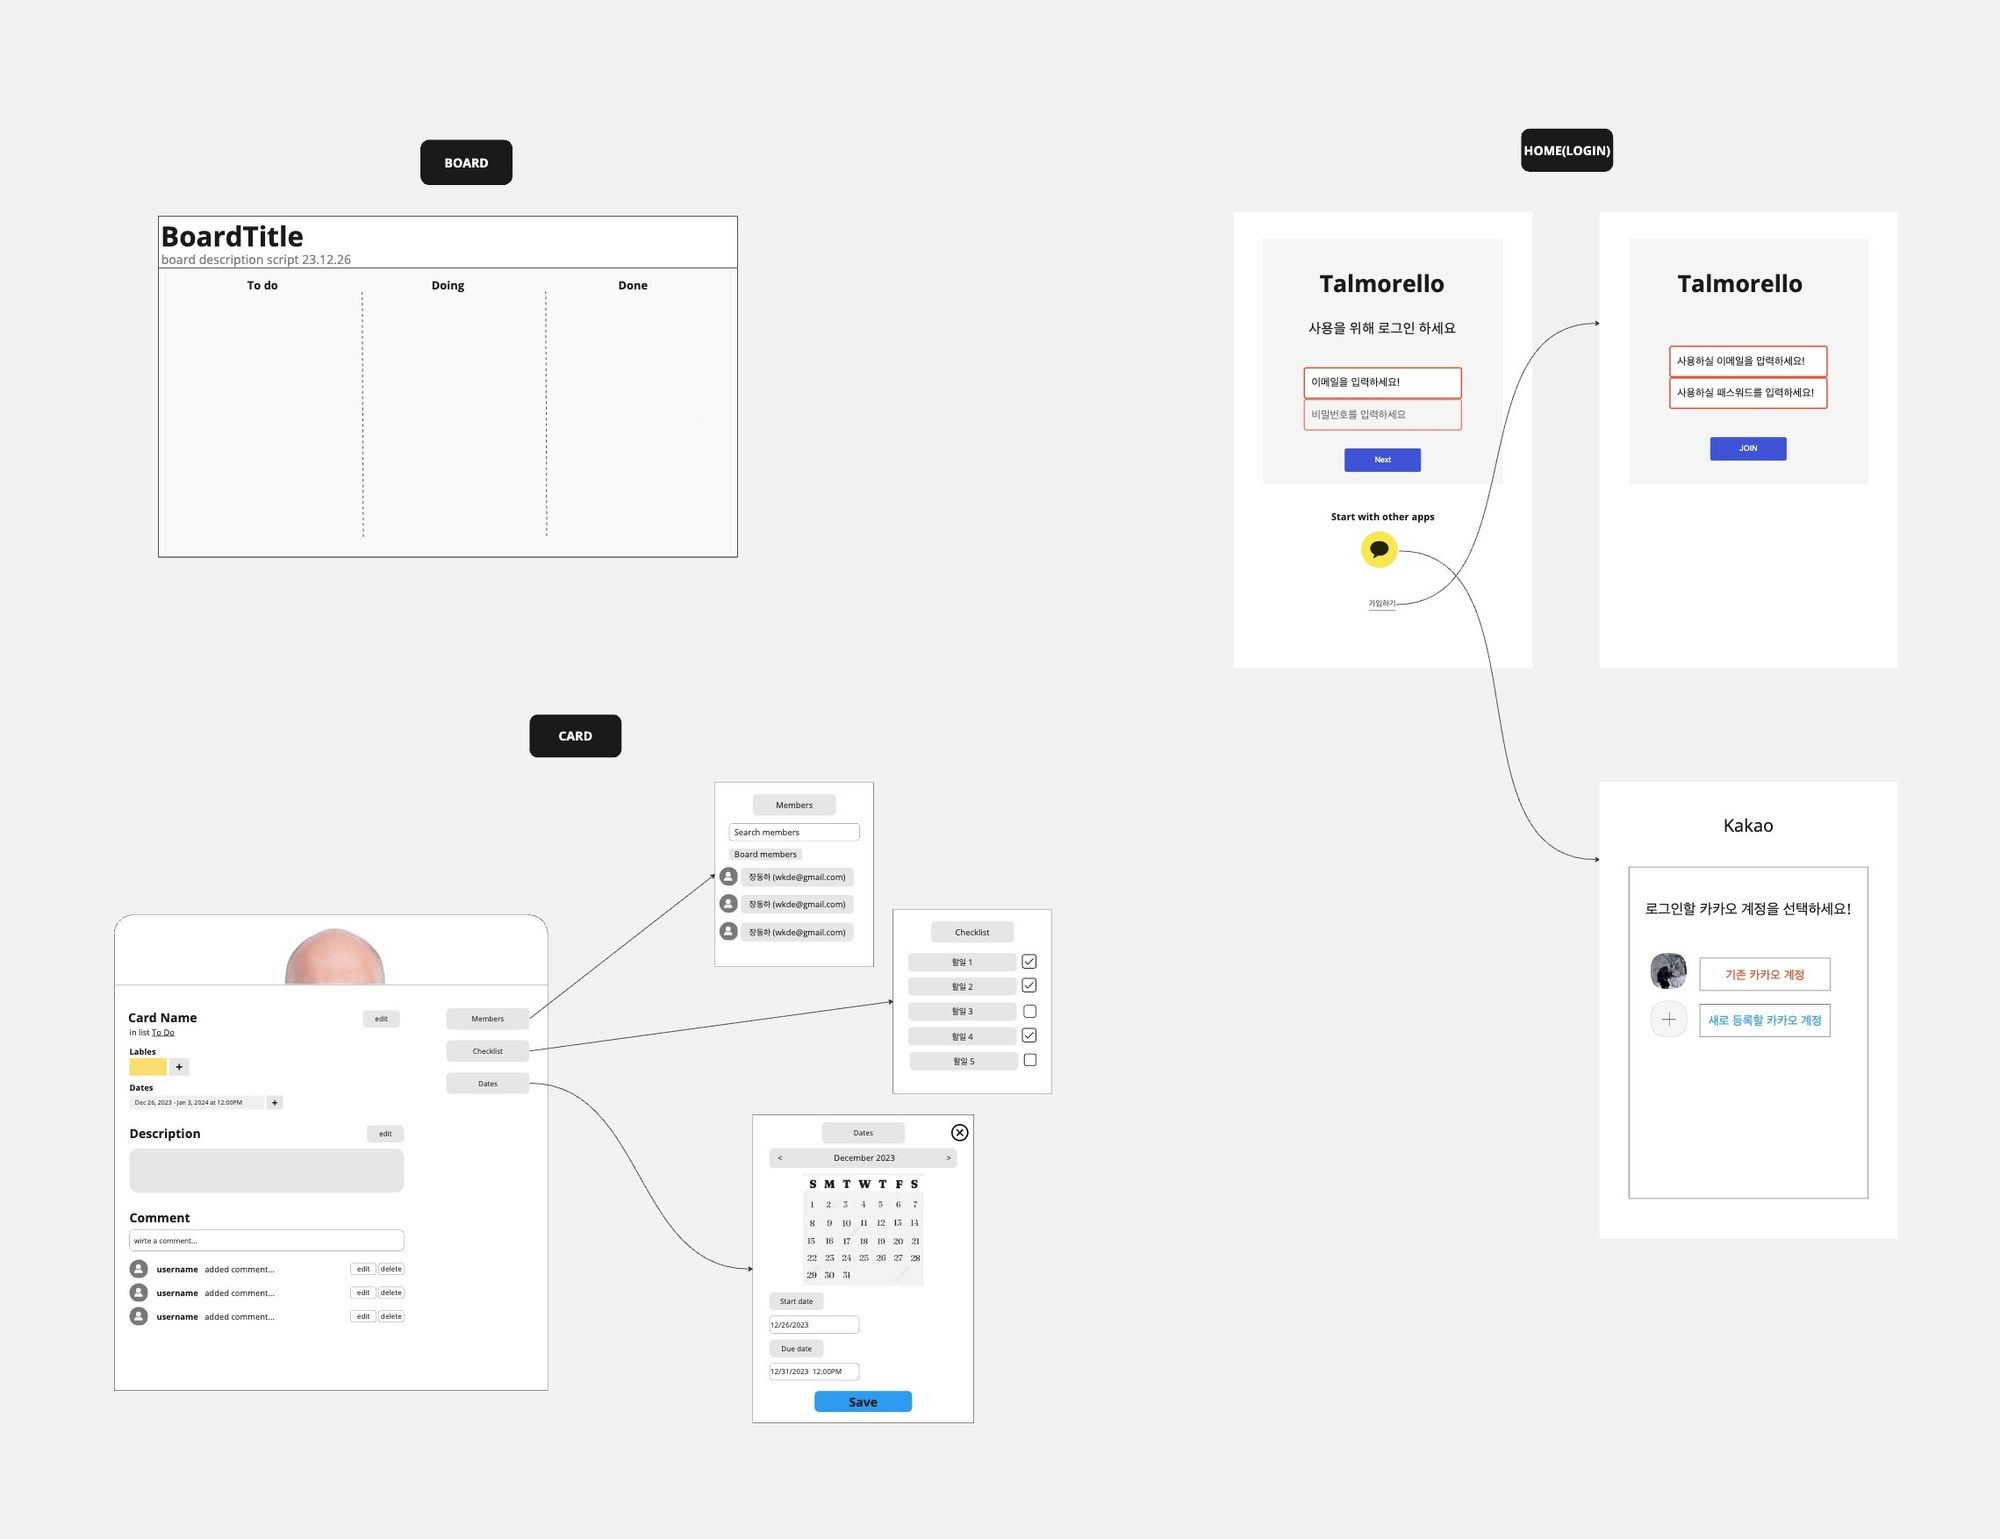 BOARD
BoardTitle
board description script 23.12.26
To do
Doing
Done
HOME(LOGIN)
Talmorello
사용을 위해 로그인 하세요
이메일을 입력하세요!
비밀번호를 입력하세요
Next
Start with other apps
가입하기
Talmorello
사용하실 이메일을 압력하세요!
사용하실 패스워드를 입력하세요!
JOIN
Kakao
로그인할 카카오 계정을 선택하세요!
기존 카카오 계정
새로 등록할 카카오 계정
CARD
Card Name
edit
in list To Do
Lables
+
Dates
Dec 26, 2023 - Jan 3, 2024 at 12:00PM
+
Description
edit
Comment
wirte a comment...
username added comment... edit delete
username added comment... edit delete
username added comment... edit delete
Members
Checklist
Dates
Members
Search members
Board members
장동하 (wkde@gmail.com)
장동하 (wkde@gmail.com)
장동하 (wkde@gmail.com)
Checklist
할일 1
할일 2
할일 3
할일 4
할일 5
Dates
< December 2023 >
S M T W T F S
1 2 3 4 5 6 7
8 9 10 11 12 13 14
15 16 17 18 19 20 21
22 23 24 25 26 27 28
29 30 31
Start date
12/26/2023
Due date
12/31/2023 12:00PM
Save